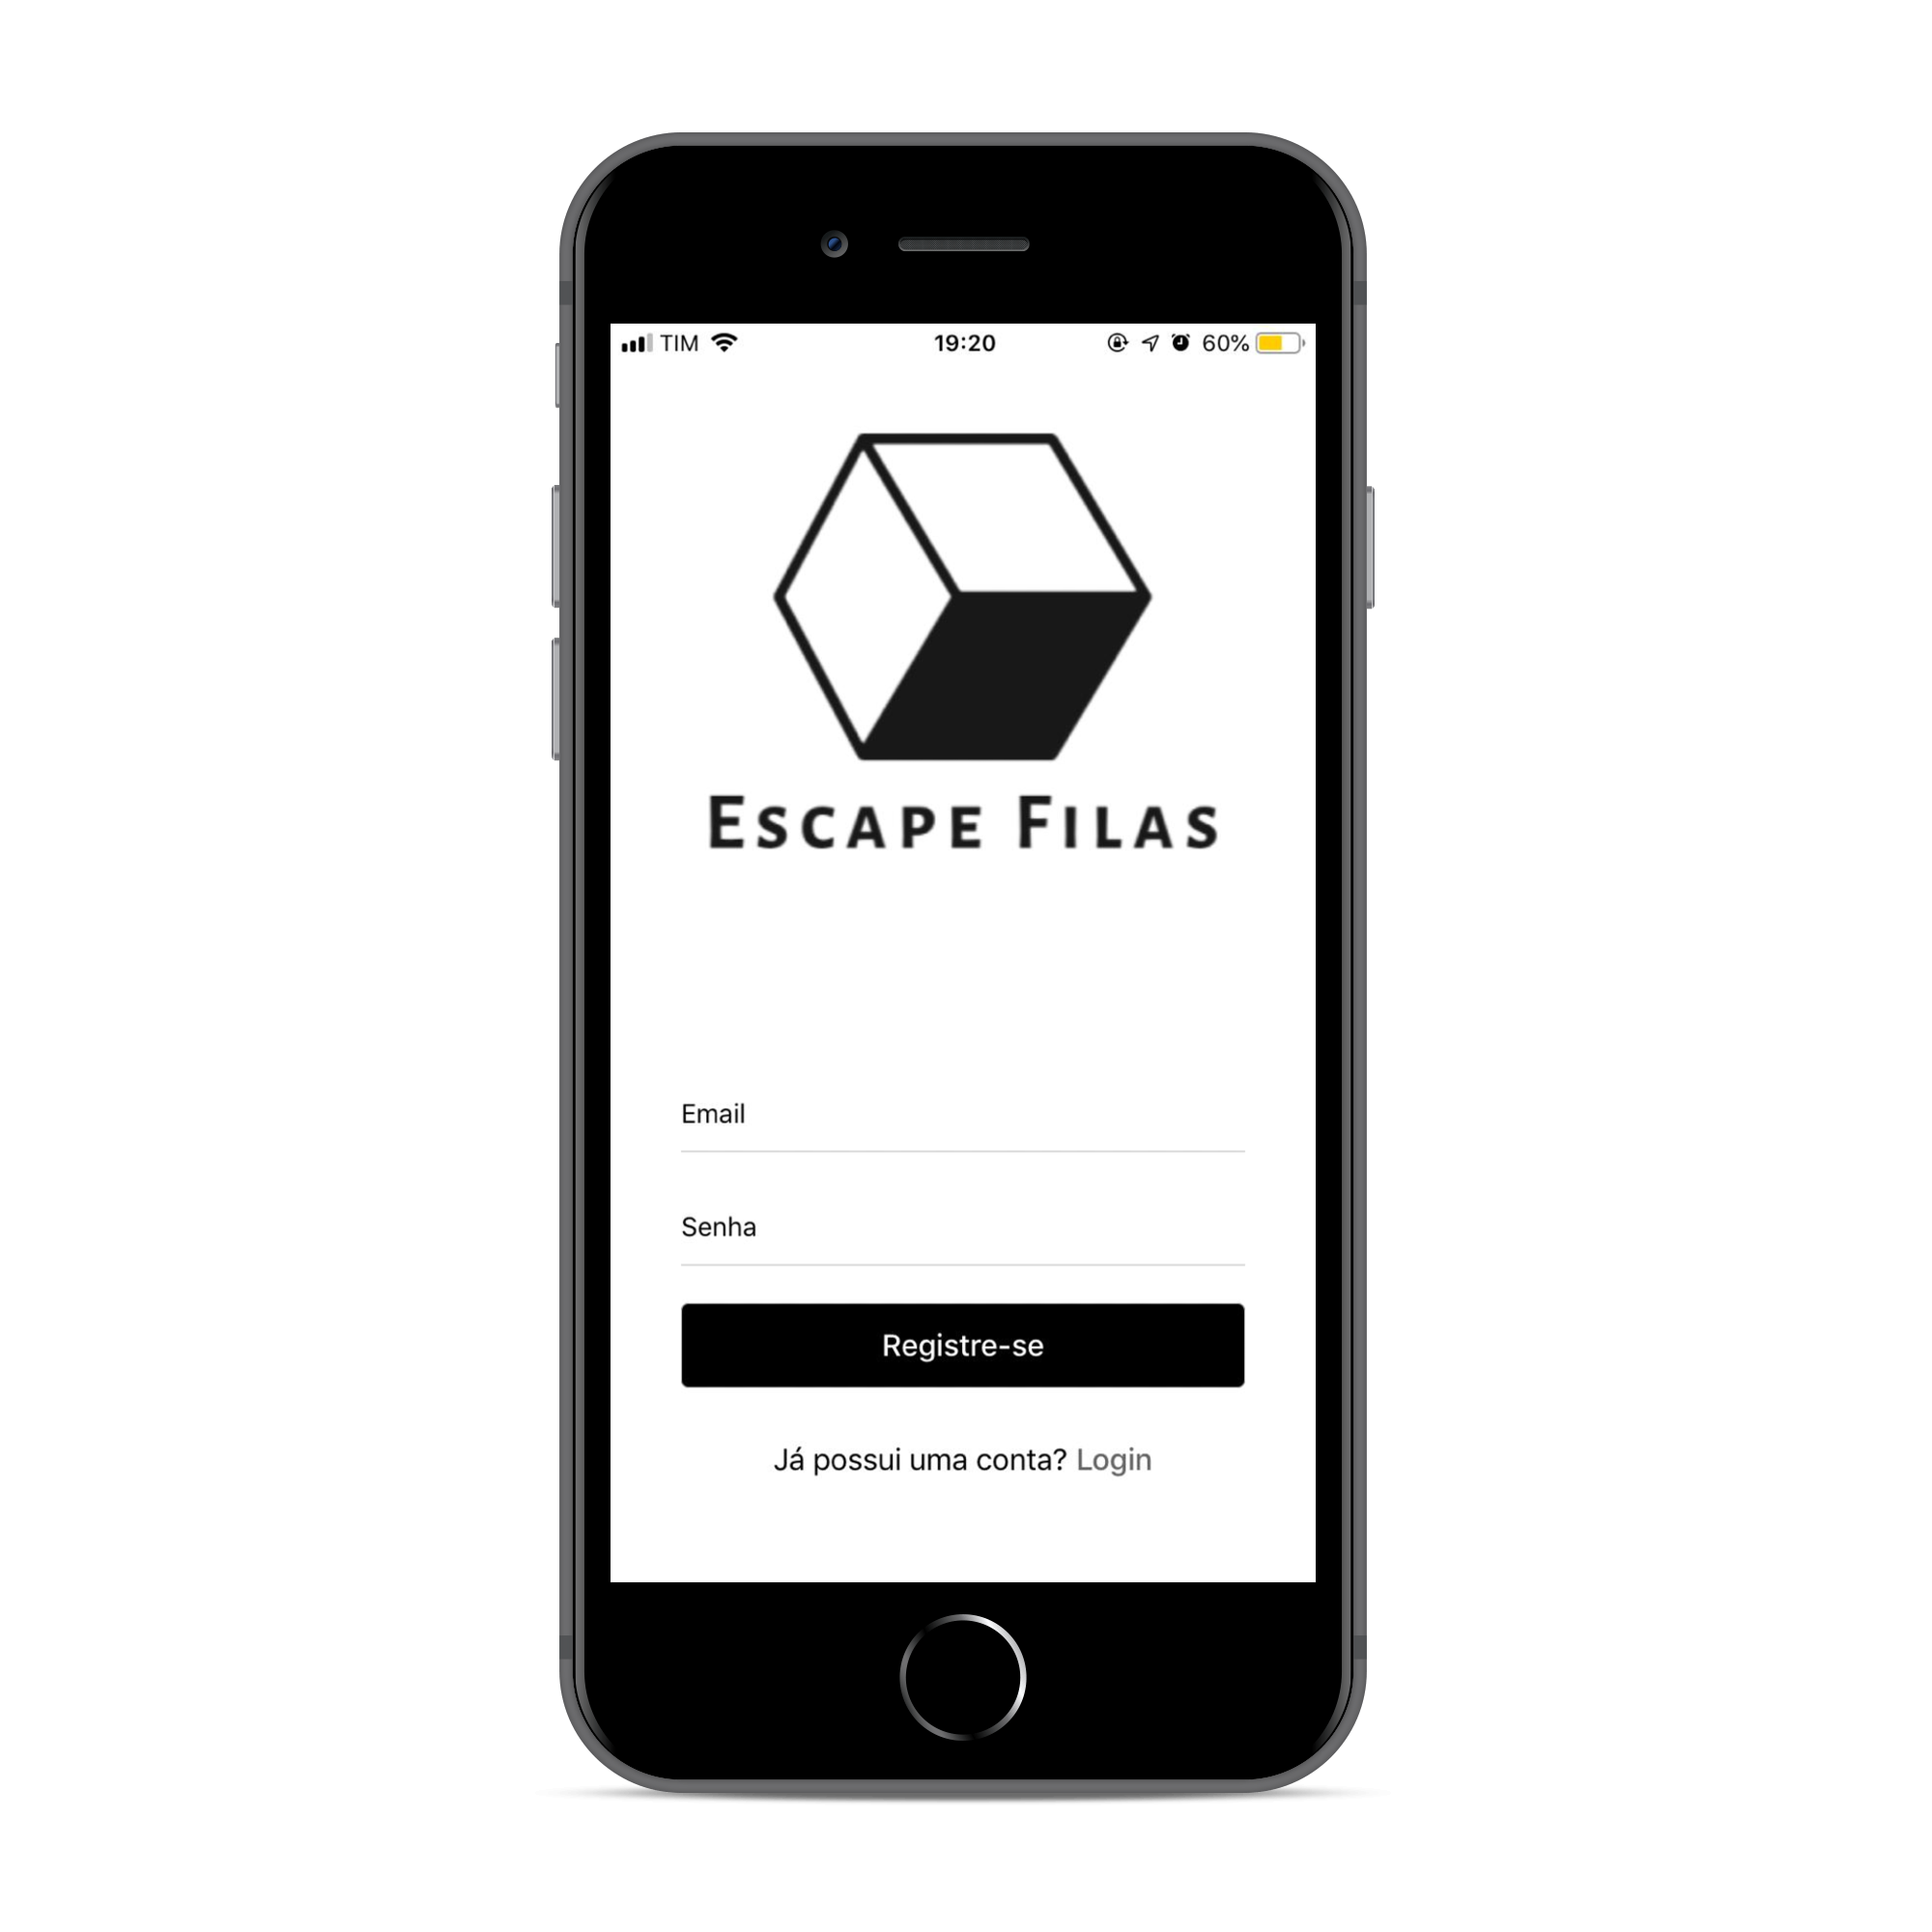 TIM 19:20 60%
Escape Filas
Email
Senha
Registre-se
Já possui uma conta? Login